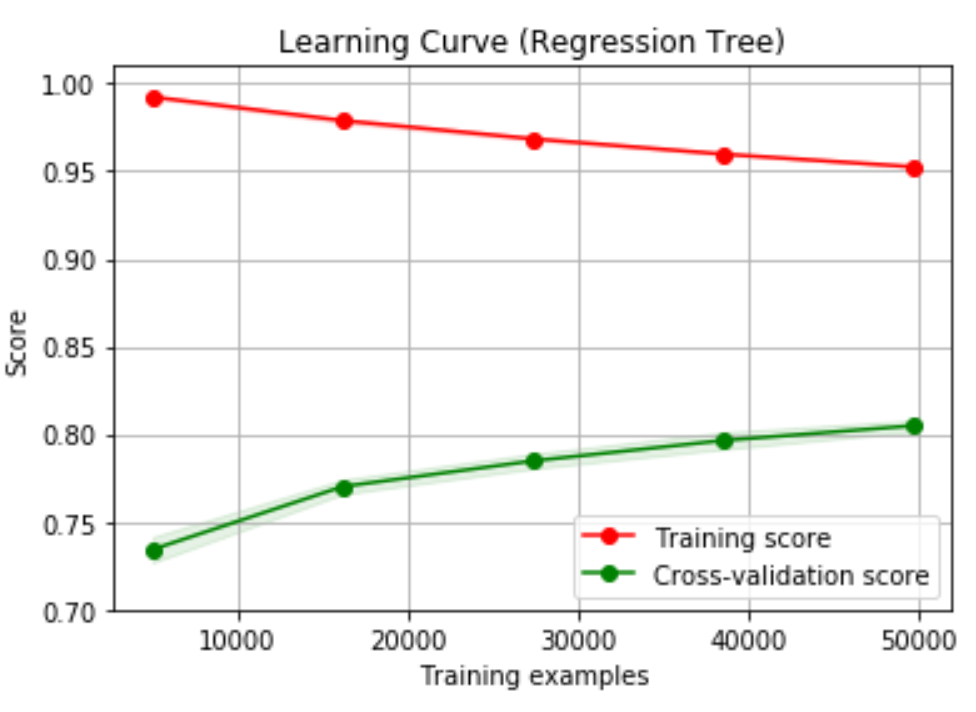 Learning Curve (Regression Tree)
1.00
0.95
0.90
0.85
0.80
0.75
0.70
Score
Training score
Cross-validation score
10000 20000 30000 40000 50000
Training examples